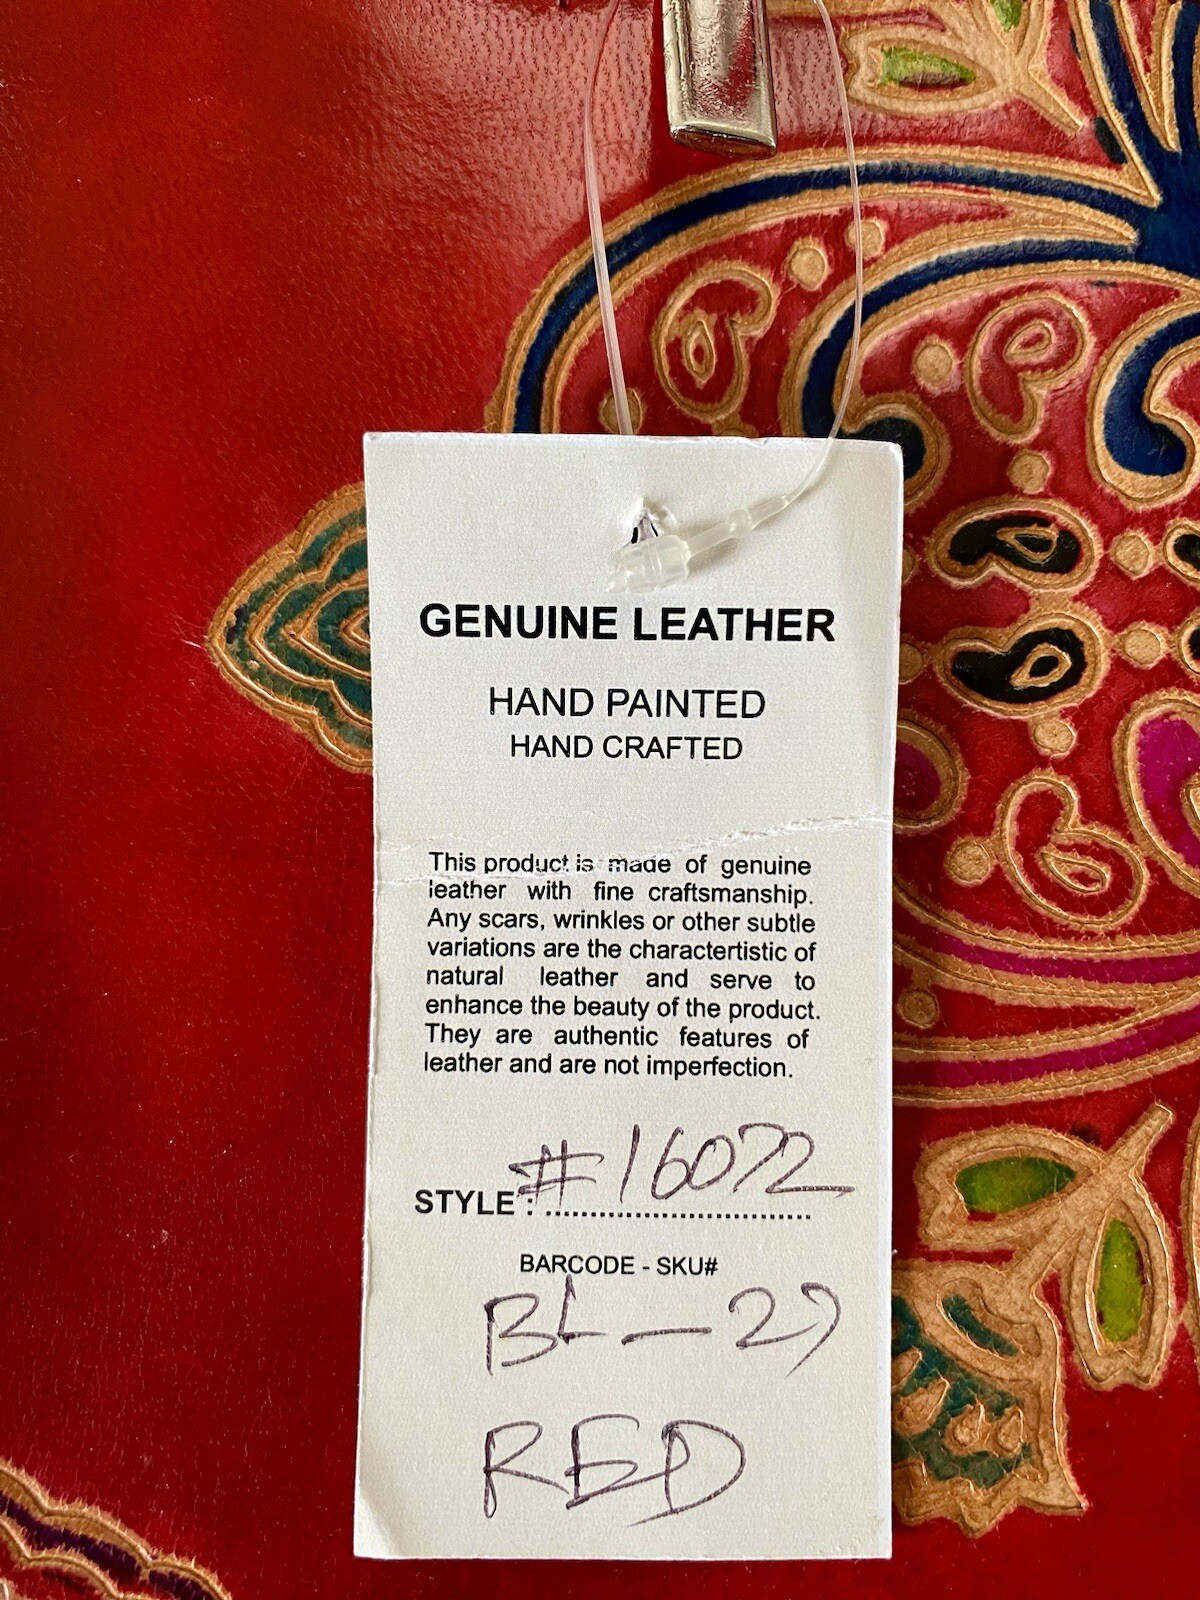 GENUINE LEATHER
HAND PAINTED
HAND CRAFTED
This product is made of genuine
leather with fine craftsmanship.
Any scars, wrinkles or other subtle
variations are the charactertistic of
natural leather and serve to
enhance the beauty of the product.
They are authentic features of
leather and are not imperfection.
STYLE : #16072
BARCODE - SKU#
BL - 27
RED